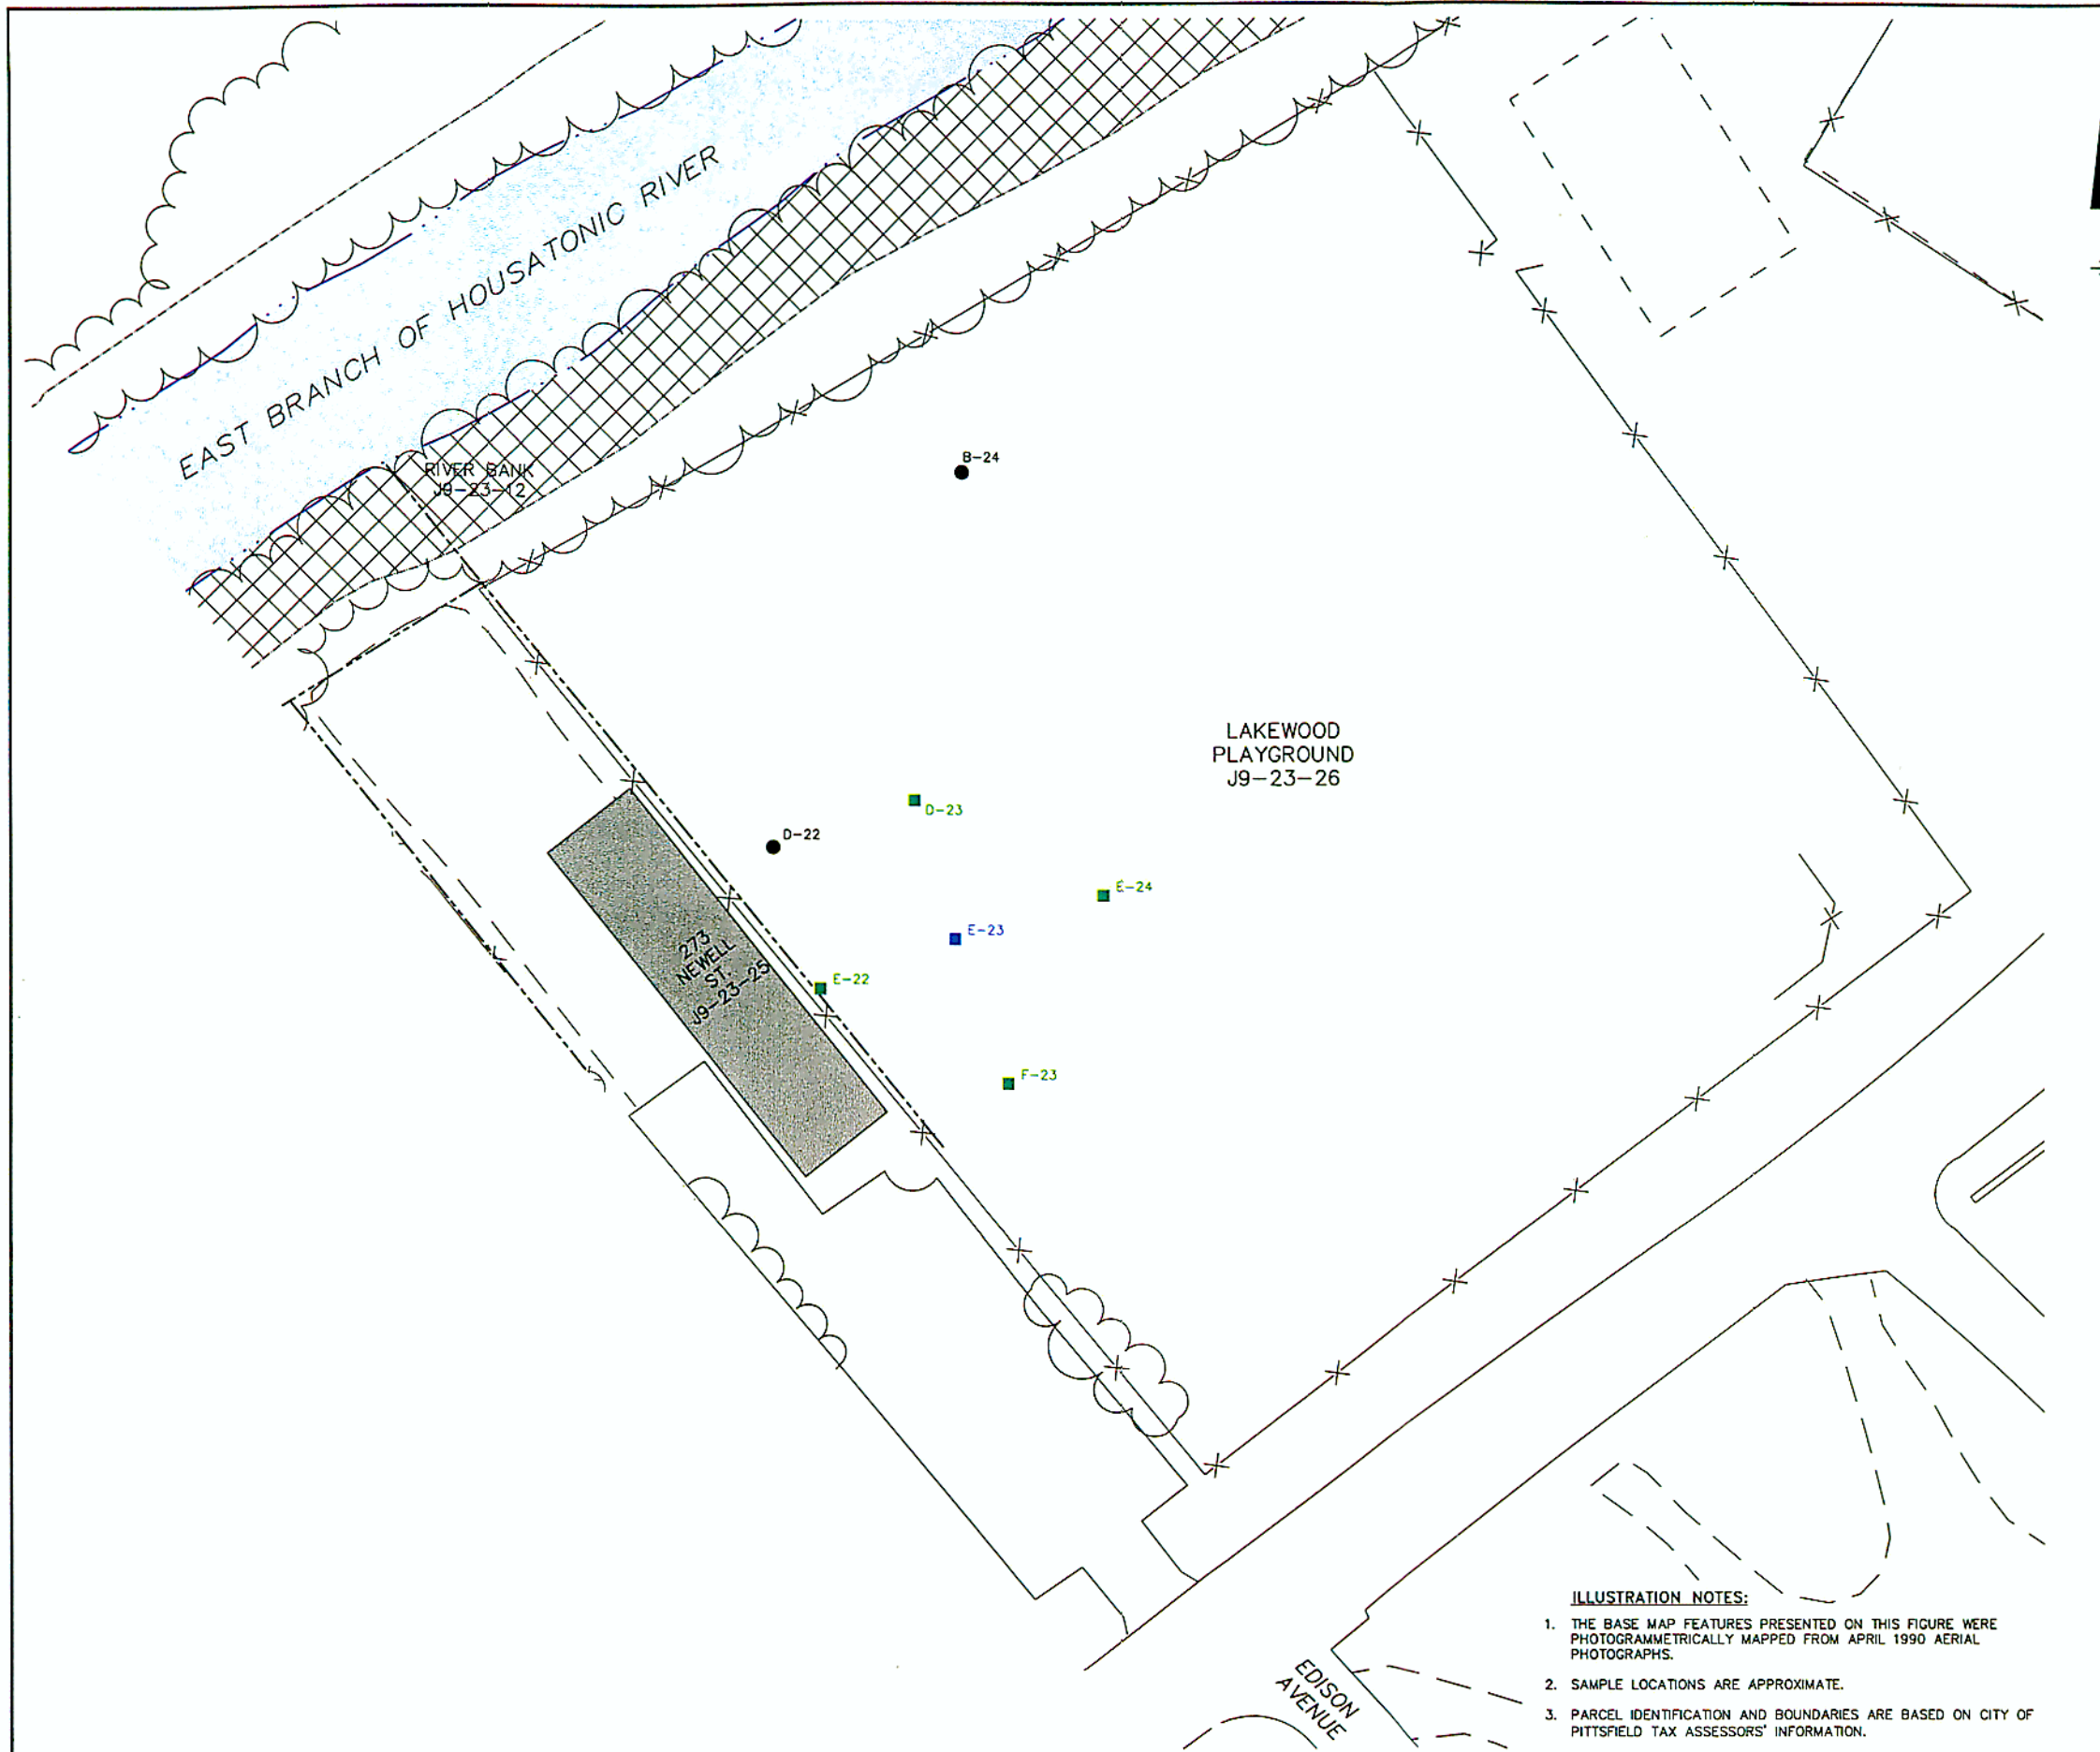 EAST BRANCH OF HOUSATONIC RIVER
RIVER BANK
J9-23-12
B-24
LAKEWOOD
PLAYGROUND
J9-23-26
D-23
D-22
E-24
E-23
E-22
273
NEWELL
ST.
J9-23-25
F-23
EDISON
AVENUE
ILLUSTRATION NOTES:
1. THE BASE MAP FEATURES PRESENTED ON THIS FIGURE WERE
PHOTOGRAMMETRICALLY MAPPED FROM APRIL 1990 AERIAL
PHOTOGRAPHS.
2. SAMPLE LOCATIONS ARE APPROXIMATE.
3. PARCEL IDENTIFICATION AND BOUNDARIES ARE BASED ON CITY OF
PITTSFIELD TAX ASSESSORS' INFORMATION.